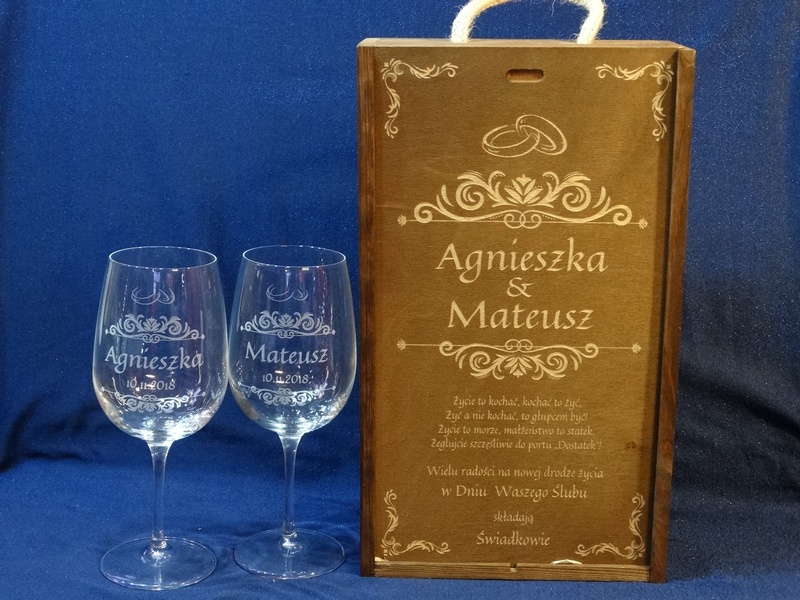 Agnieszka
10.11.2018
Mateusz
10.11.2018
Agnieszka
&
Mateusz
Życie to kochać, kochać to żyć,
Żyć a nie kochać, to głupcem być!
Życie to morze, małżeństwo to statek,
Żeglujcie szczęśliwie do portu „Dostatek”!
Wielu radości na nowej drodze życia
w Dniu Waszego Ślubu
składają
Świadkowie